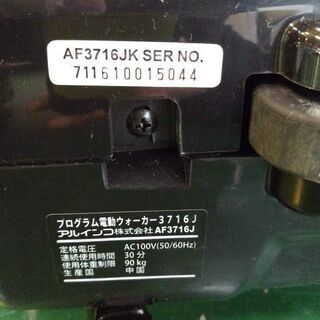 AF3716JK SER NO.
711610015044
プログラム電動ウォーカー3716J
アルインコ株式会社 AF3716J
定格電圧 AC100V(50/60Hz)
連続使用時間 30分
使用体重制限 90kg
生産国 中国